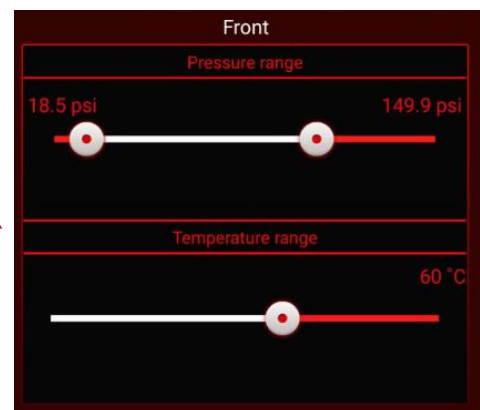 Front
Pressure range
18.5 psi 149.9 psi
Temperature range
60 °C